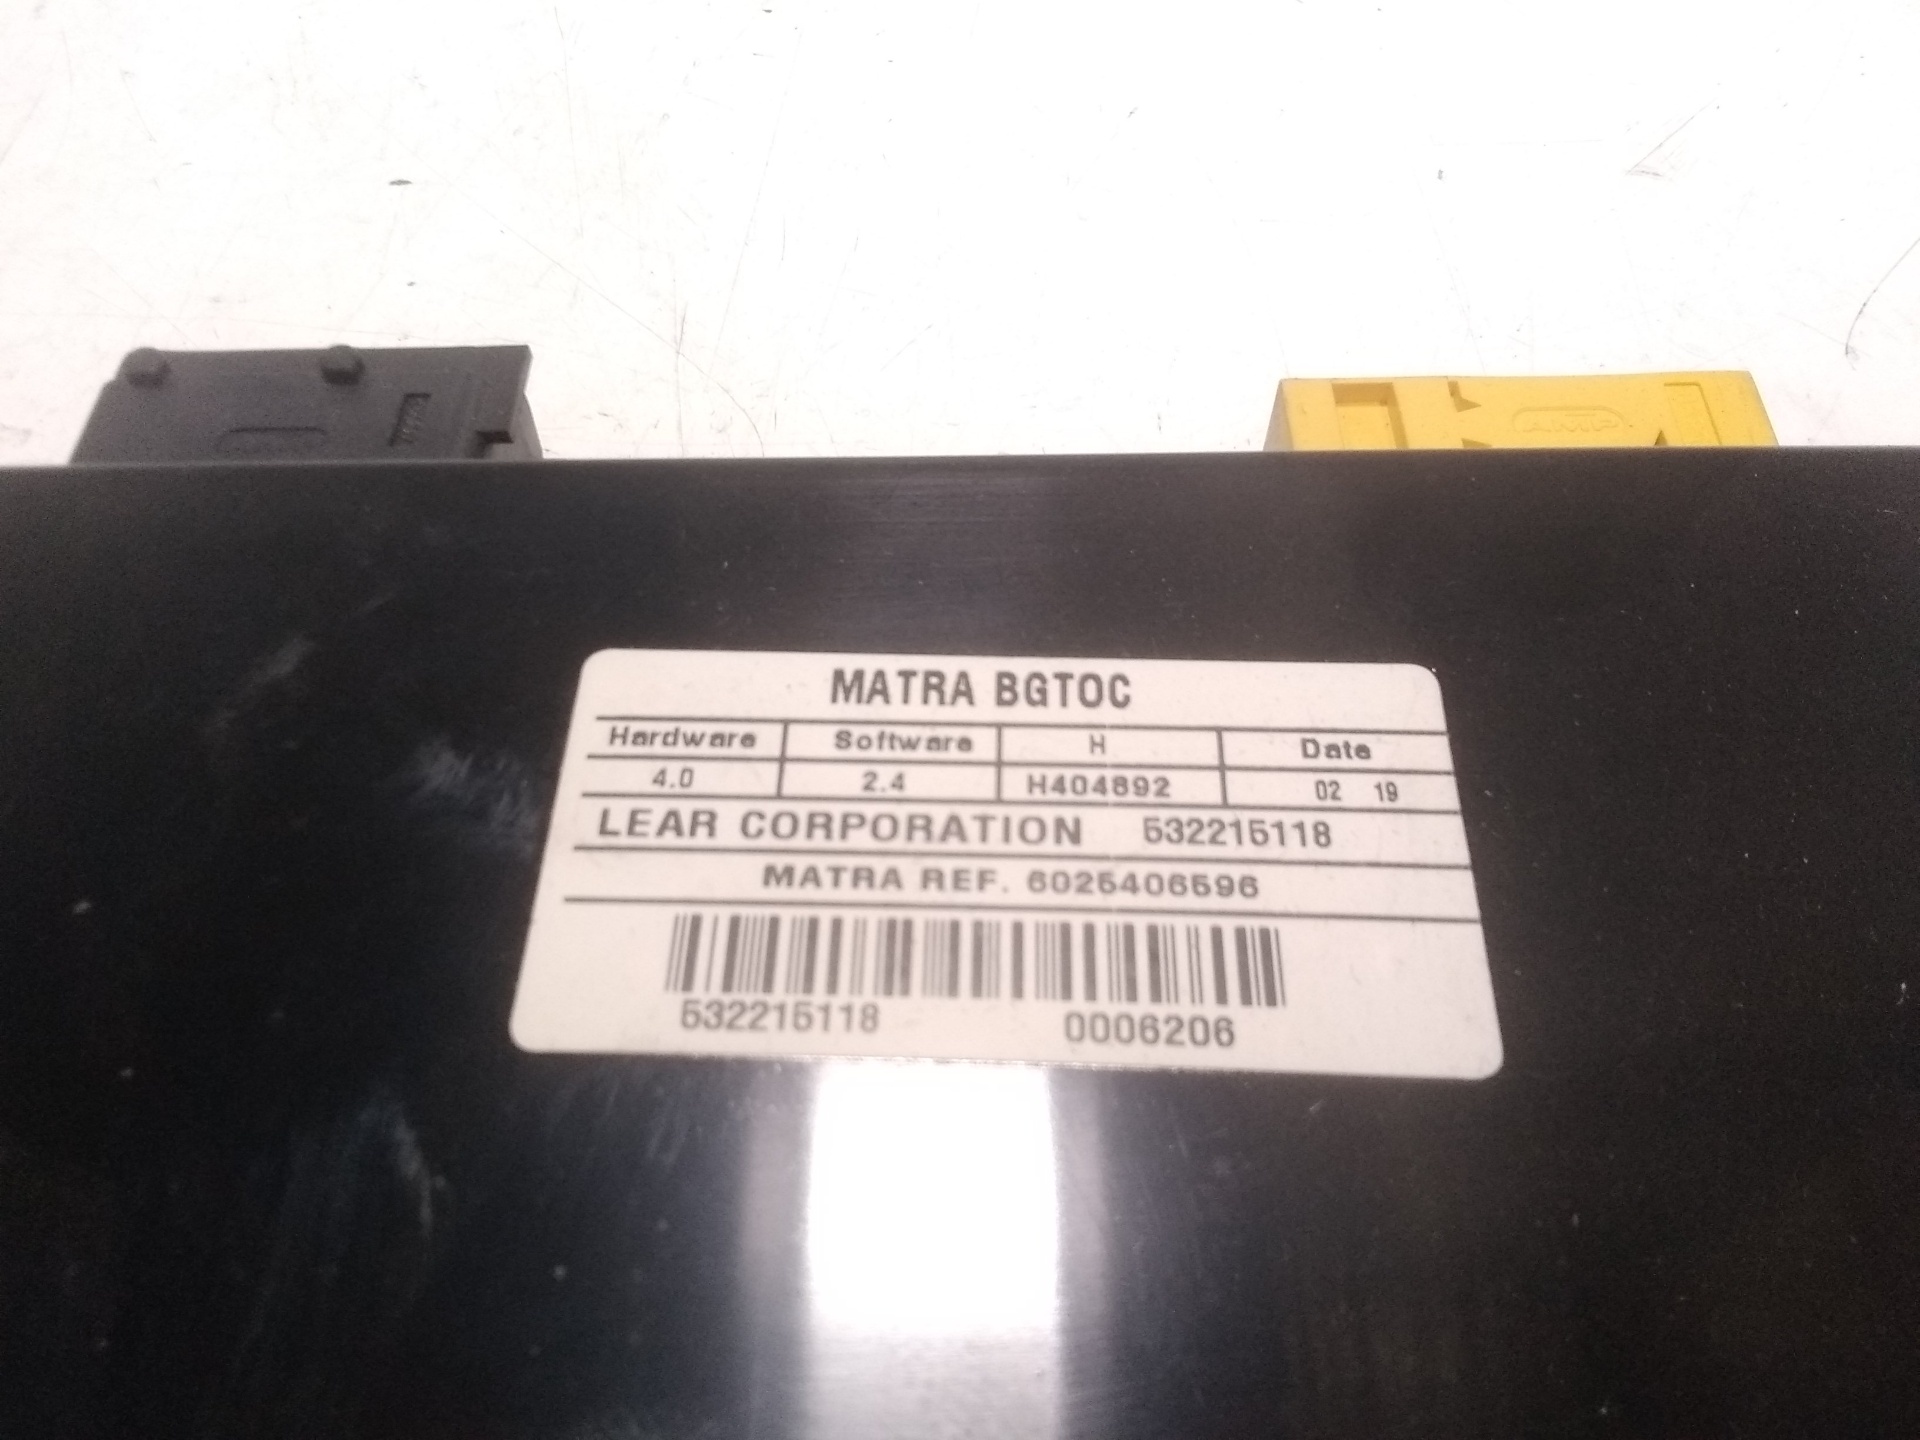 AMP
MATRA BGTOC
Hardware Software H Date
4.0 2.4 H404892 02 19
LEAR CORPORATION 532215118
MATRA REF. 6025406596
532215118 0006206